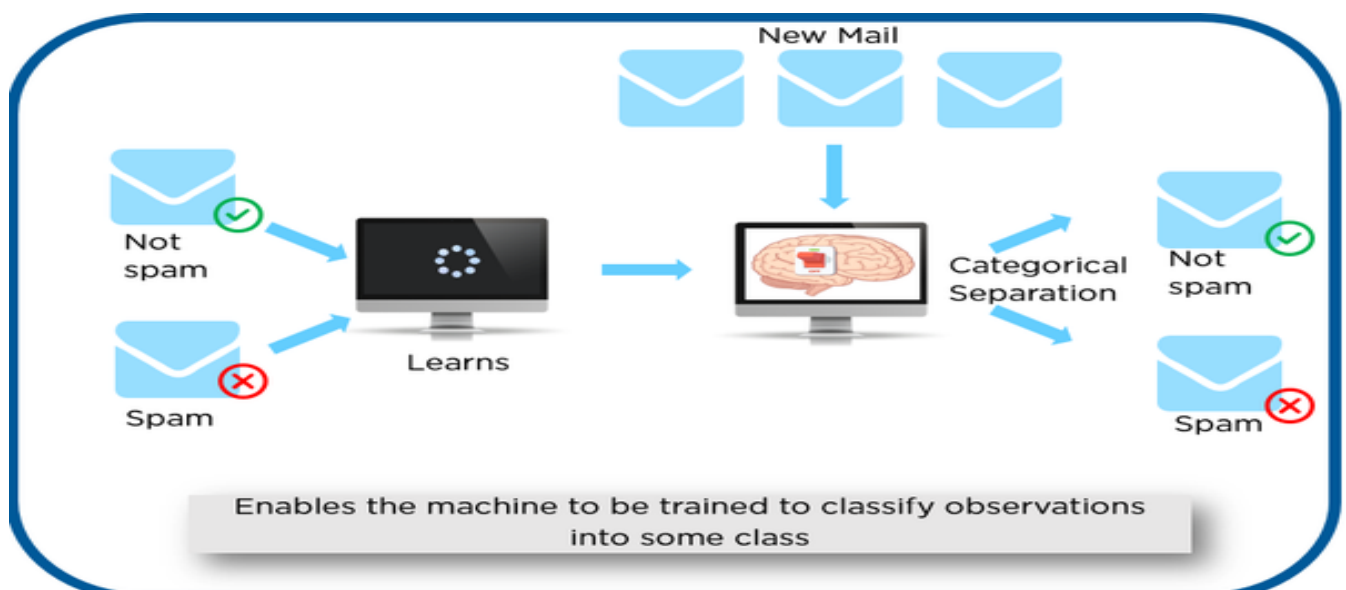 New Mail
Not
spam
Spam
Learns
Categorical
Separation
Not
spam
Spam
Enables the machine to be trained to classify observations
into some class